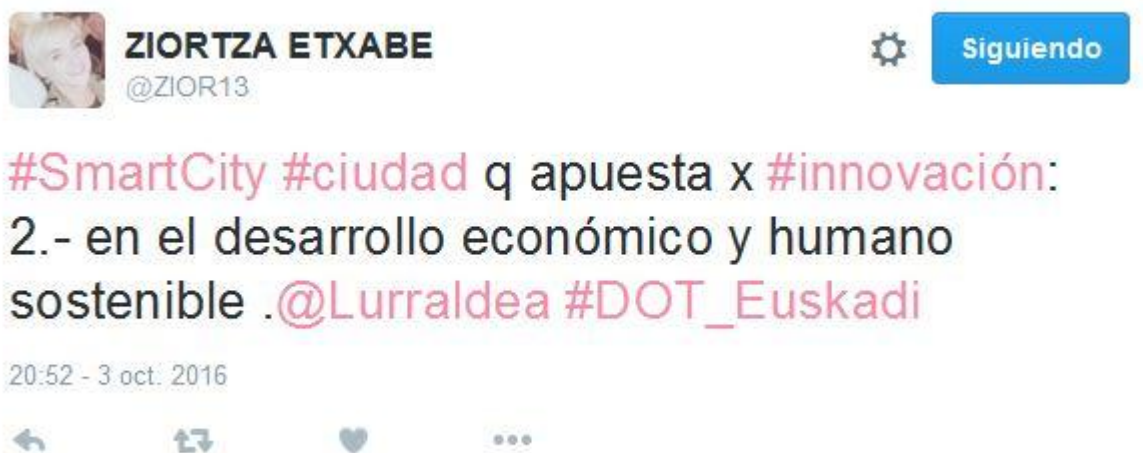 ZIORTZA ETXABE
@ZIOR13
Siguiendo
#SmartCity #ciudad q apuesta x #innovación:
2.- en el desarrollo económico y humano
sostenible .@Lurraldea #DOT_Euskadi
20:52 - 3 oct. 2016